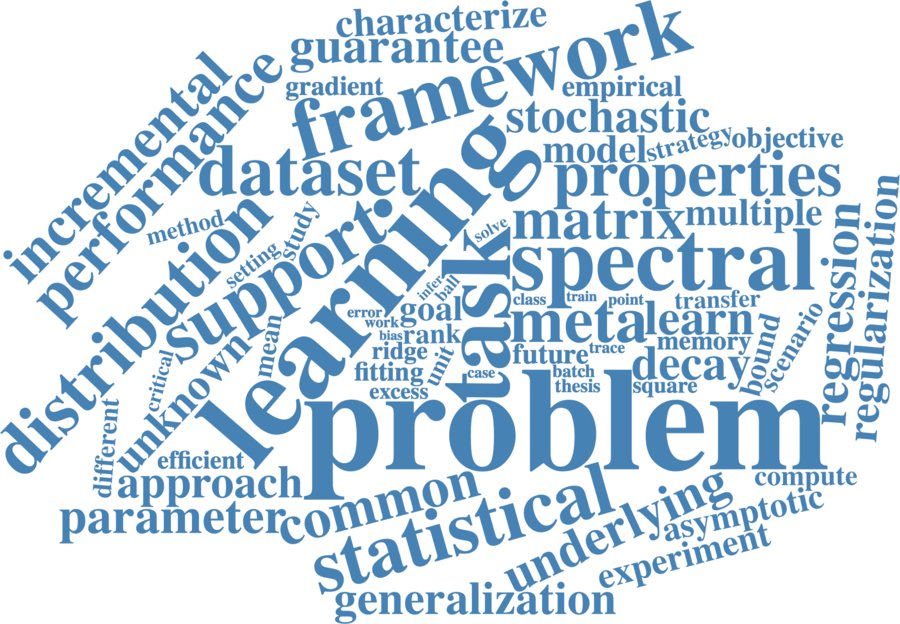 characterize
guarantee
framework
gradient
empirical
stochastic
incremental
performance
dataset
model
strategy
objective
properties
learning
distribution
method
study
setting
support
solve
matrix
multiple
spectral
task
regression
regularization
infer
ball
class
train
point
transfer
error
work
goal
meta
learn
bias
rank
memory
ridge
unit
future
trace
decay
bound
scenario
fitting
case
batch
excess
thesis
square
unknown
mean
critical
different
problem
efficient
approach
parameter
common
statistical
underlying
compute
asymptotic
experiment
generalization